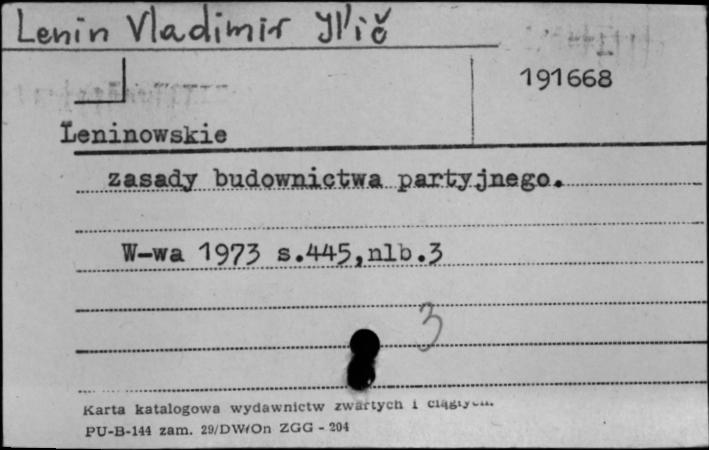 Lenin Vladimir Il'ič
191668
Leninowskie
zasady budownictwa partyjnego.
W-wa 1973 s.445,nlb.3
3
Karta katalogowa wydawnictw zwartych i ciągłych.
PU-B-144 zam. 29/DW/On ZGG - 204